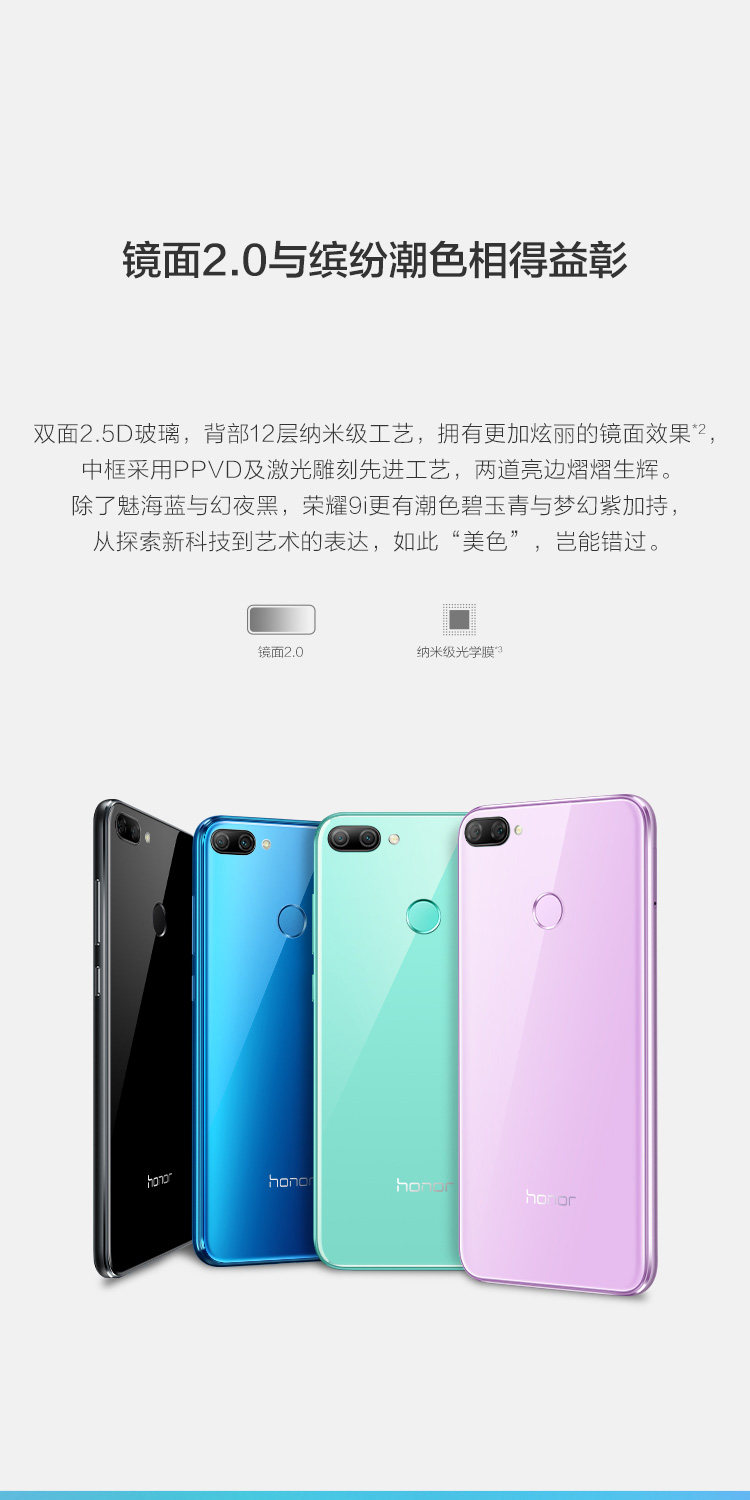 镜面2.0与缤纷潮色相得益彰
双面2.5D玻璃，背部12层纳米级工艺，拥有更加炫丽的镜面效果*2，
中框采用PPVD及激光雕刻先进工艺，两道亮边熠熠生辉。
除了魅海蓝与幻夜黑，荣耀9i更有潮色碧玉青与梦幻紫加持，
从探索新科技到艺术的表达，如此“美色”，岂能错过。
镜面2.0 纳米级光学膜*3
honor honor honor honor